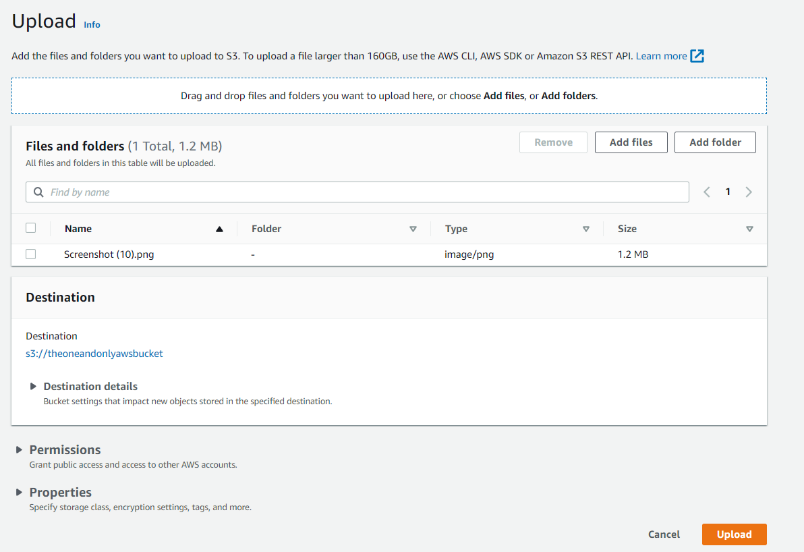 Upload Info
Add the files and folders you want to upload to S3. To upload a file larger than 160GB, use the AWS CLI, AWS SDK or Amazon S3 REST API. Learn more
Drag and drop files and folders you want to upload here, or choose Add files, or Add folders.
Files and folders (1 Total, 1.2 MB)
All files and folders in this table will be uploaded.
Remove
Add files
Add folder
Find by name
1
Name Folder Type Size
Screenshot (10).png - image/png 1.2 MB
Destination
Destination
s3://theoneandonlyawsbucket
Destination details
Bucket settings that impact new objects stored in the specified destination.
Permissions
Grant public access and access to other AWS accounts.
Properties
Specify storage class, encryption settings, tags, and more.
Cancel Upload